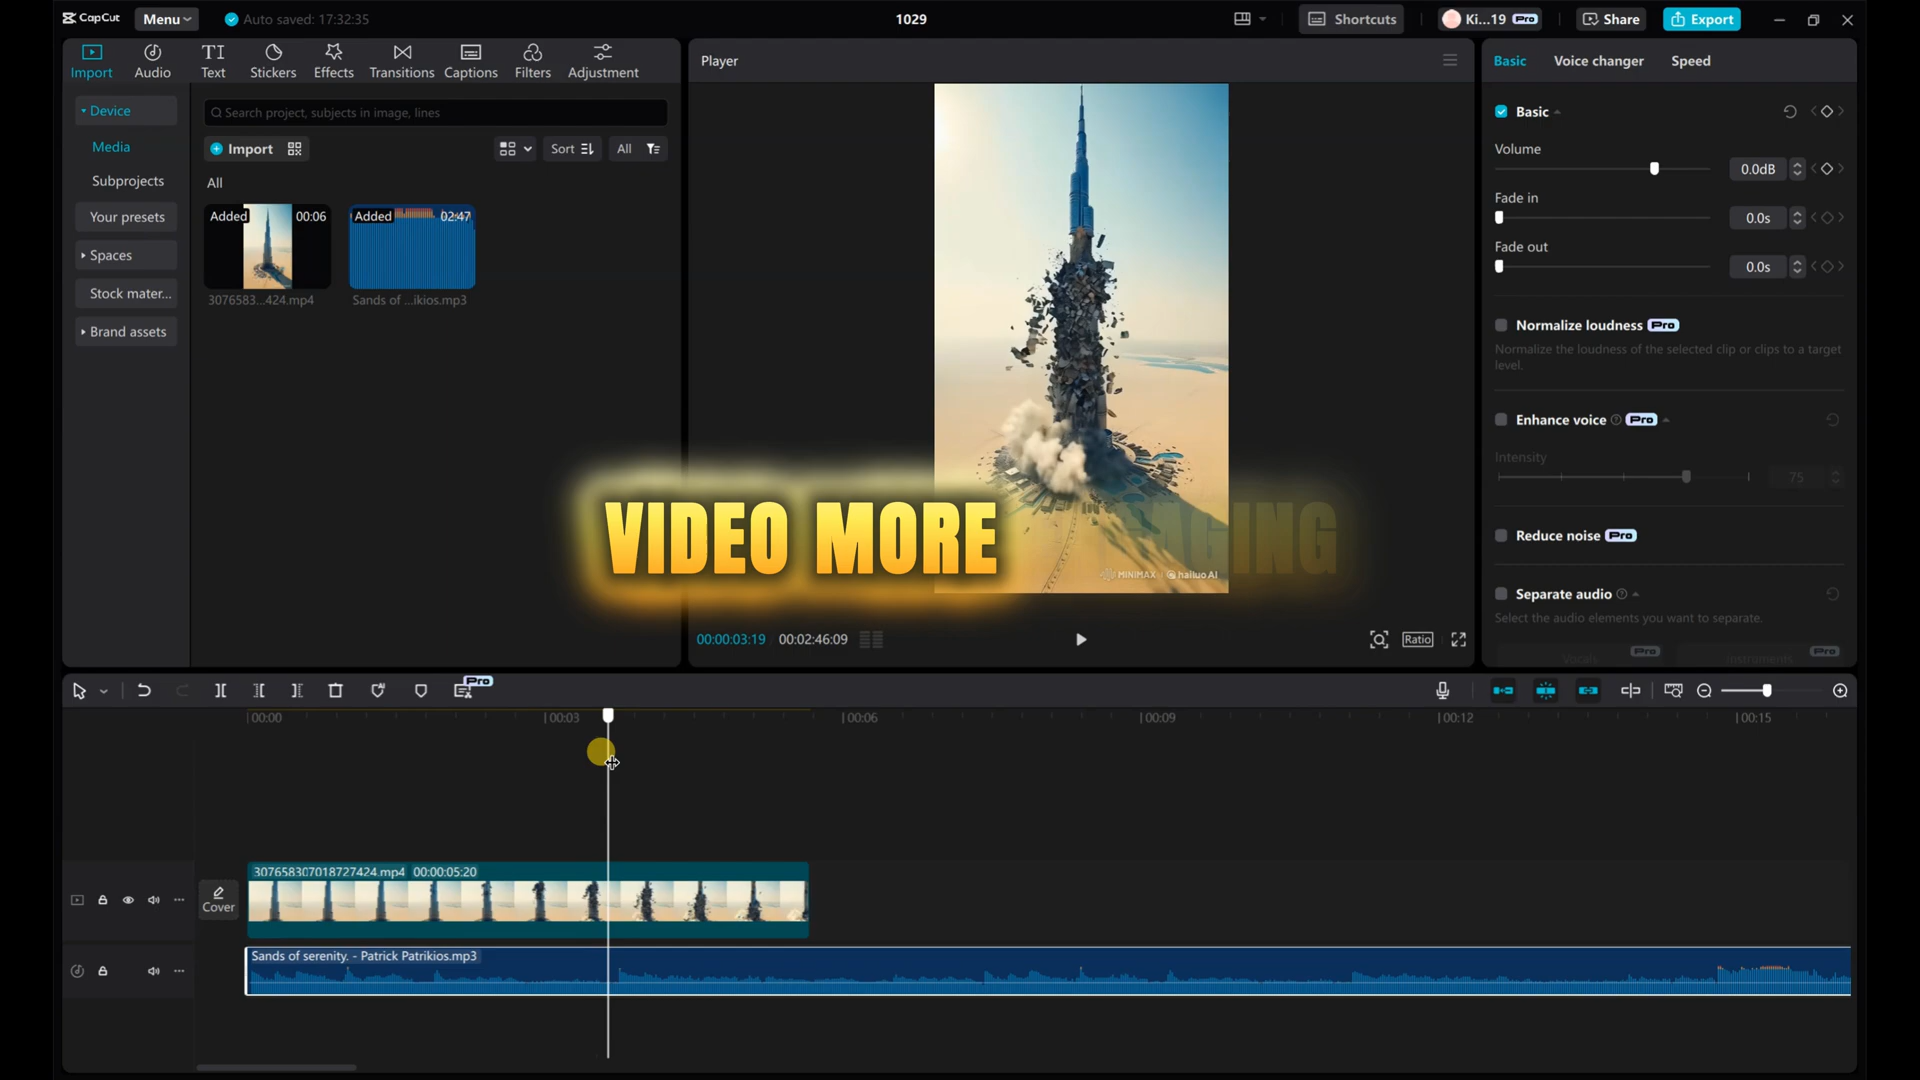 CapCut
Menu
Auto saved: 17:32:35
1029
Shortcuts
Ki...19 Pro
Share
Export
Import
Audio
Text
Stickers
Effects
Transitions
Captions
Filters
Adjustment
Device
Media
Subprojects
Your presets
Spaces
Stock mater...
Brand assets
Search project, subjects in image, lines
Import
Sort
All
All
Added 00:06
Added 02:47
3076583...424.mp4
Sands of ...ikios.mp3
Player
MINIMAX hailuo AI
VIDEO MORE
00:00:03:19
00:02:46:09
Ratio
Basic
Voice changer
Speed
Basic
Volume
0.0dB
Fade in
0.0s
Fade out
0.0s
Normalize loudness Pro
Normalize the loudness of the selected clip or clips to a target
level.
Enhance voice Pro
Intensity
75
Reduce noise Pro
Separate audio
Select the audio elements you want to separate.
Vocals Pro
Instruments Pro
Pro
00:00
00:03
00:06
00:09
00:12
00:15
307658307018727424.mp4 00:00:05:20
Cover
Sands of serenity. - Patrick Patrikios.mp3